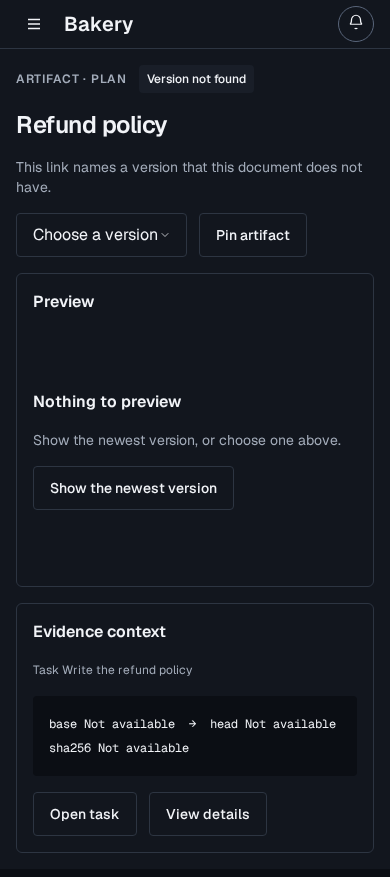 Bakery
ARTIFACT · PLAN
Version not found
Refund policy
This link names a version that this document does not
have.
Choose a version
Pin artifact
Preview
Nothing to preview
Show the newest version, or choose one above.
Show the newest version
Evidence context
Task Write the refund policy
base Not available → head Not available
sha256 Not available
Open task
View details